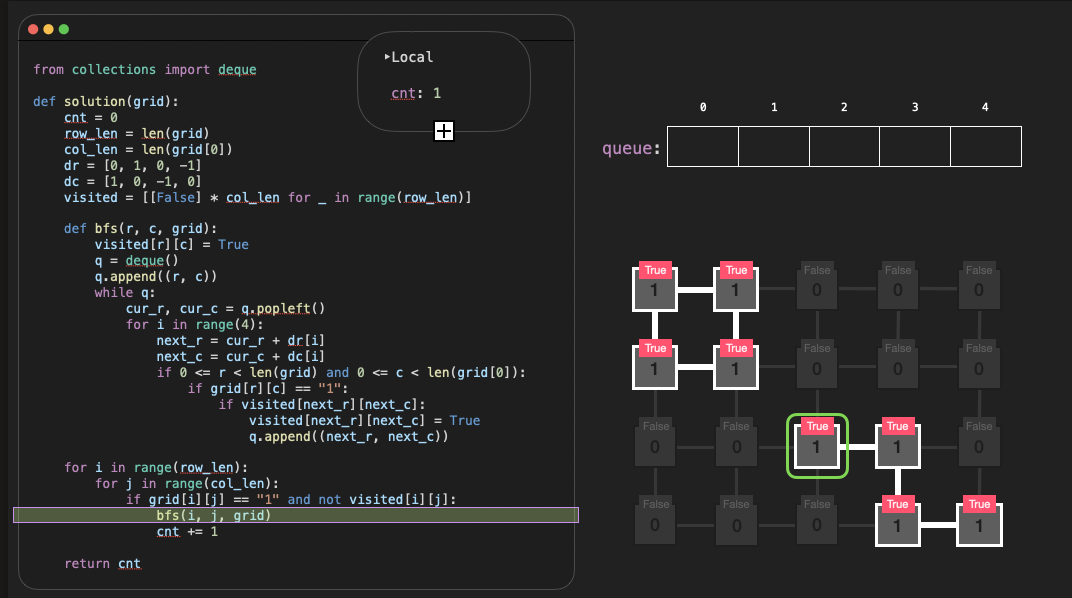 ▸Local
cnt: 1
from collections import deque
def solution(grid):
cnt = 0
row_len = len(grid)
col_len = len(grid[0])
dr = [0, 1, 0, -1]
dc = [1, 0, -1, 0]
visited = [[False] * col_len for _ in range(row_len)]
def bfs(r, c, grid):
visited[r][c] = True
q = deque()
q.append((r, c))
while q:
cur_r, cur_c = q.popleft()
for i in range(4):
next_r = cur_r + dr[i]
next_c = cur_c + dc[i]
if 0 <= r < len(grid) and 0 <= c < len(grid[0]):
if grid[r][c] == "1":
if visited[next_r][next_c]:
visited[next_r][next_c] = True
q.append((next_r, next_c))
for i in range(row_len):
for j in range(col_len):
if grid[i][j] == "1" and not visited[i][j]:
bfs(i, j, grid)
cnt += 1
return cnt
0 1 2 3 4
queue:
True True False False False
1 1 0 0 0
True True False False False
1 1 0 0 0
False False True True False
0 0 1 1 0
False False False True True
0 0 0 1 1